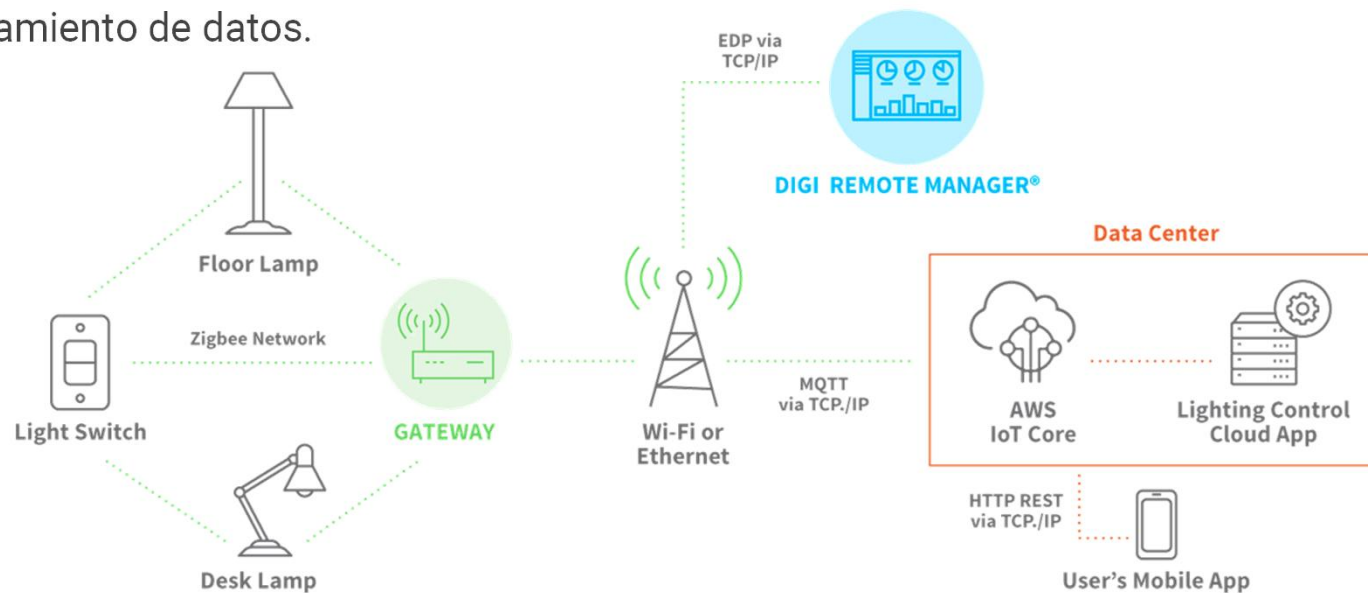 amiento de datos.
EDP via
TCP/IP
DIGI REMOTE MANAGER®
Floor Lamp
Data Center
Zigbee Network
Light Switch
GATEWAY
Wi-Fi or
Ethernet
MQTT
via TCP./IP
AWS
IoT Core
Lighting Control
Cloud App
HTTP REST
via TCP./IP
Desk Lamp
User's Mobile App